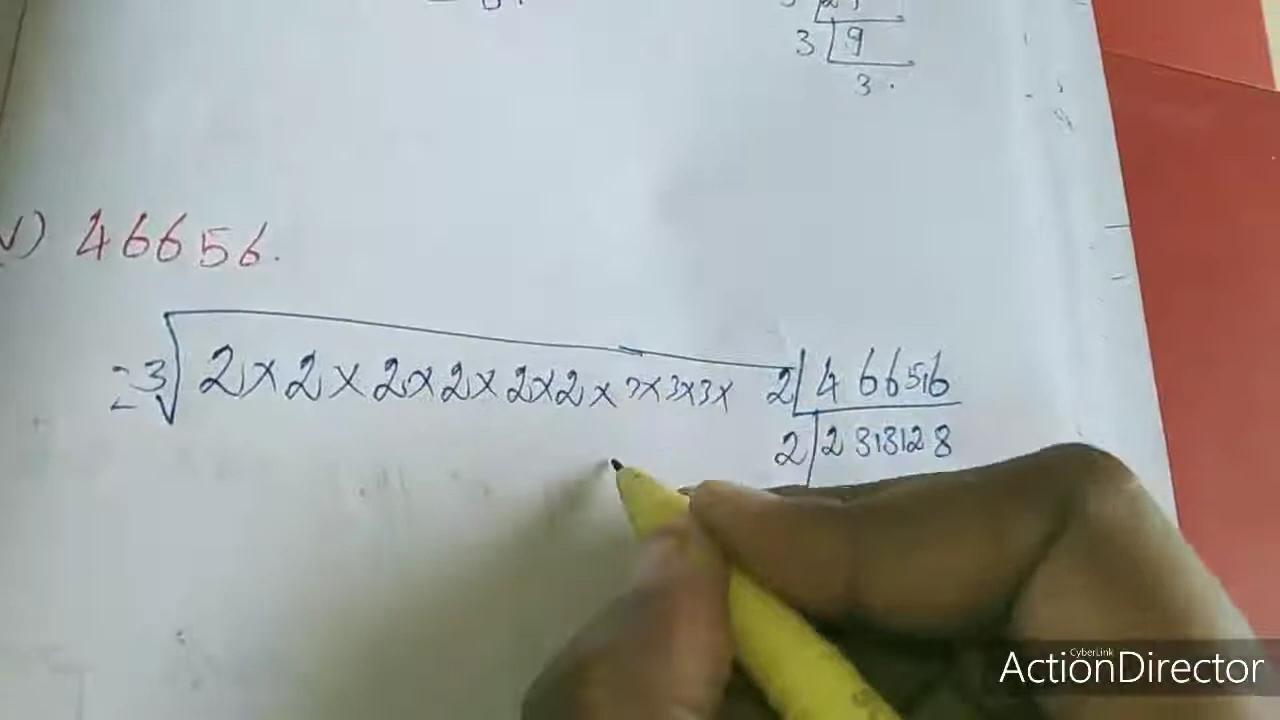 3 9
3 .
v) 46656.
= ³√2×2×2×2×2×2×3×3×3×
2 46656
2 23328
CyberLink
ActionDirector